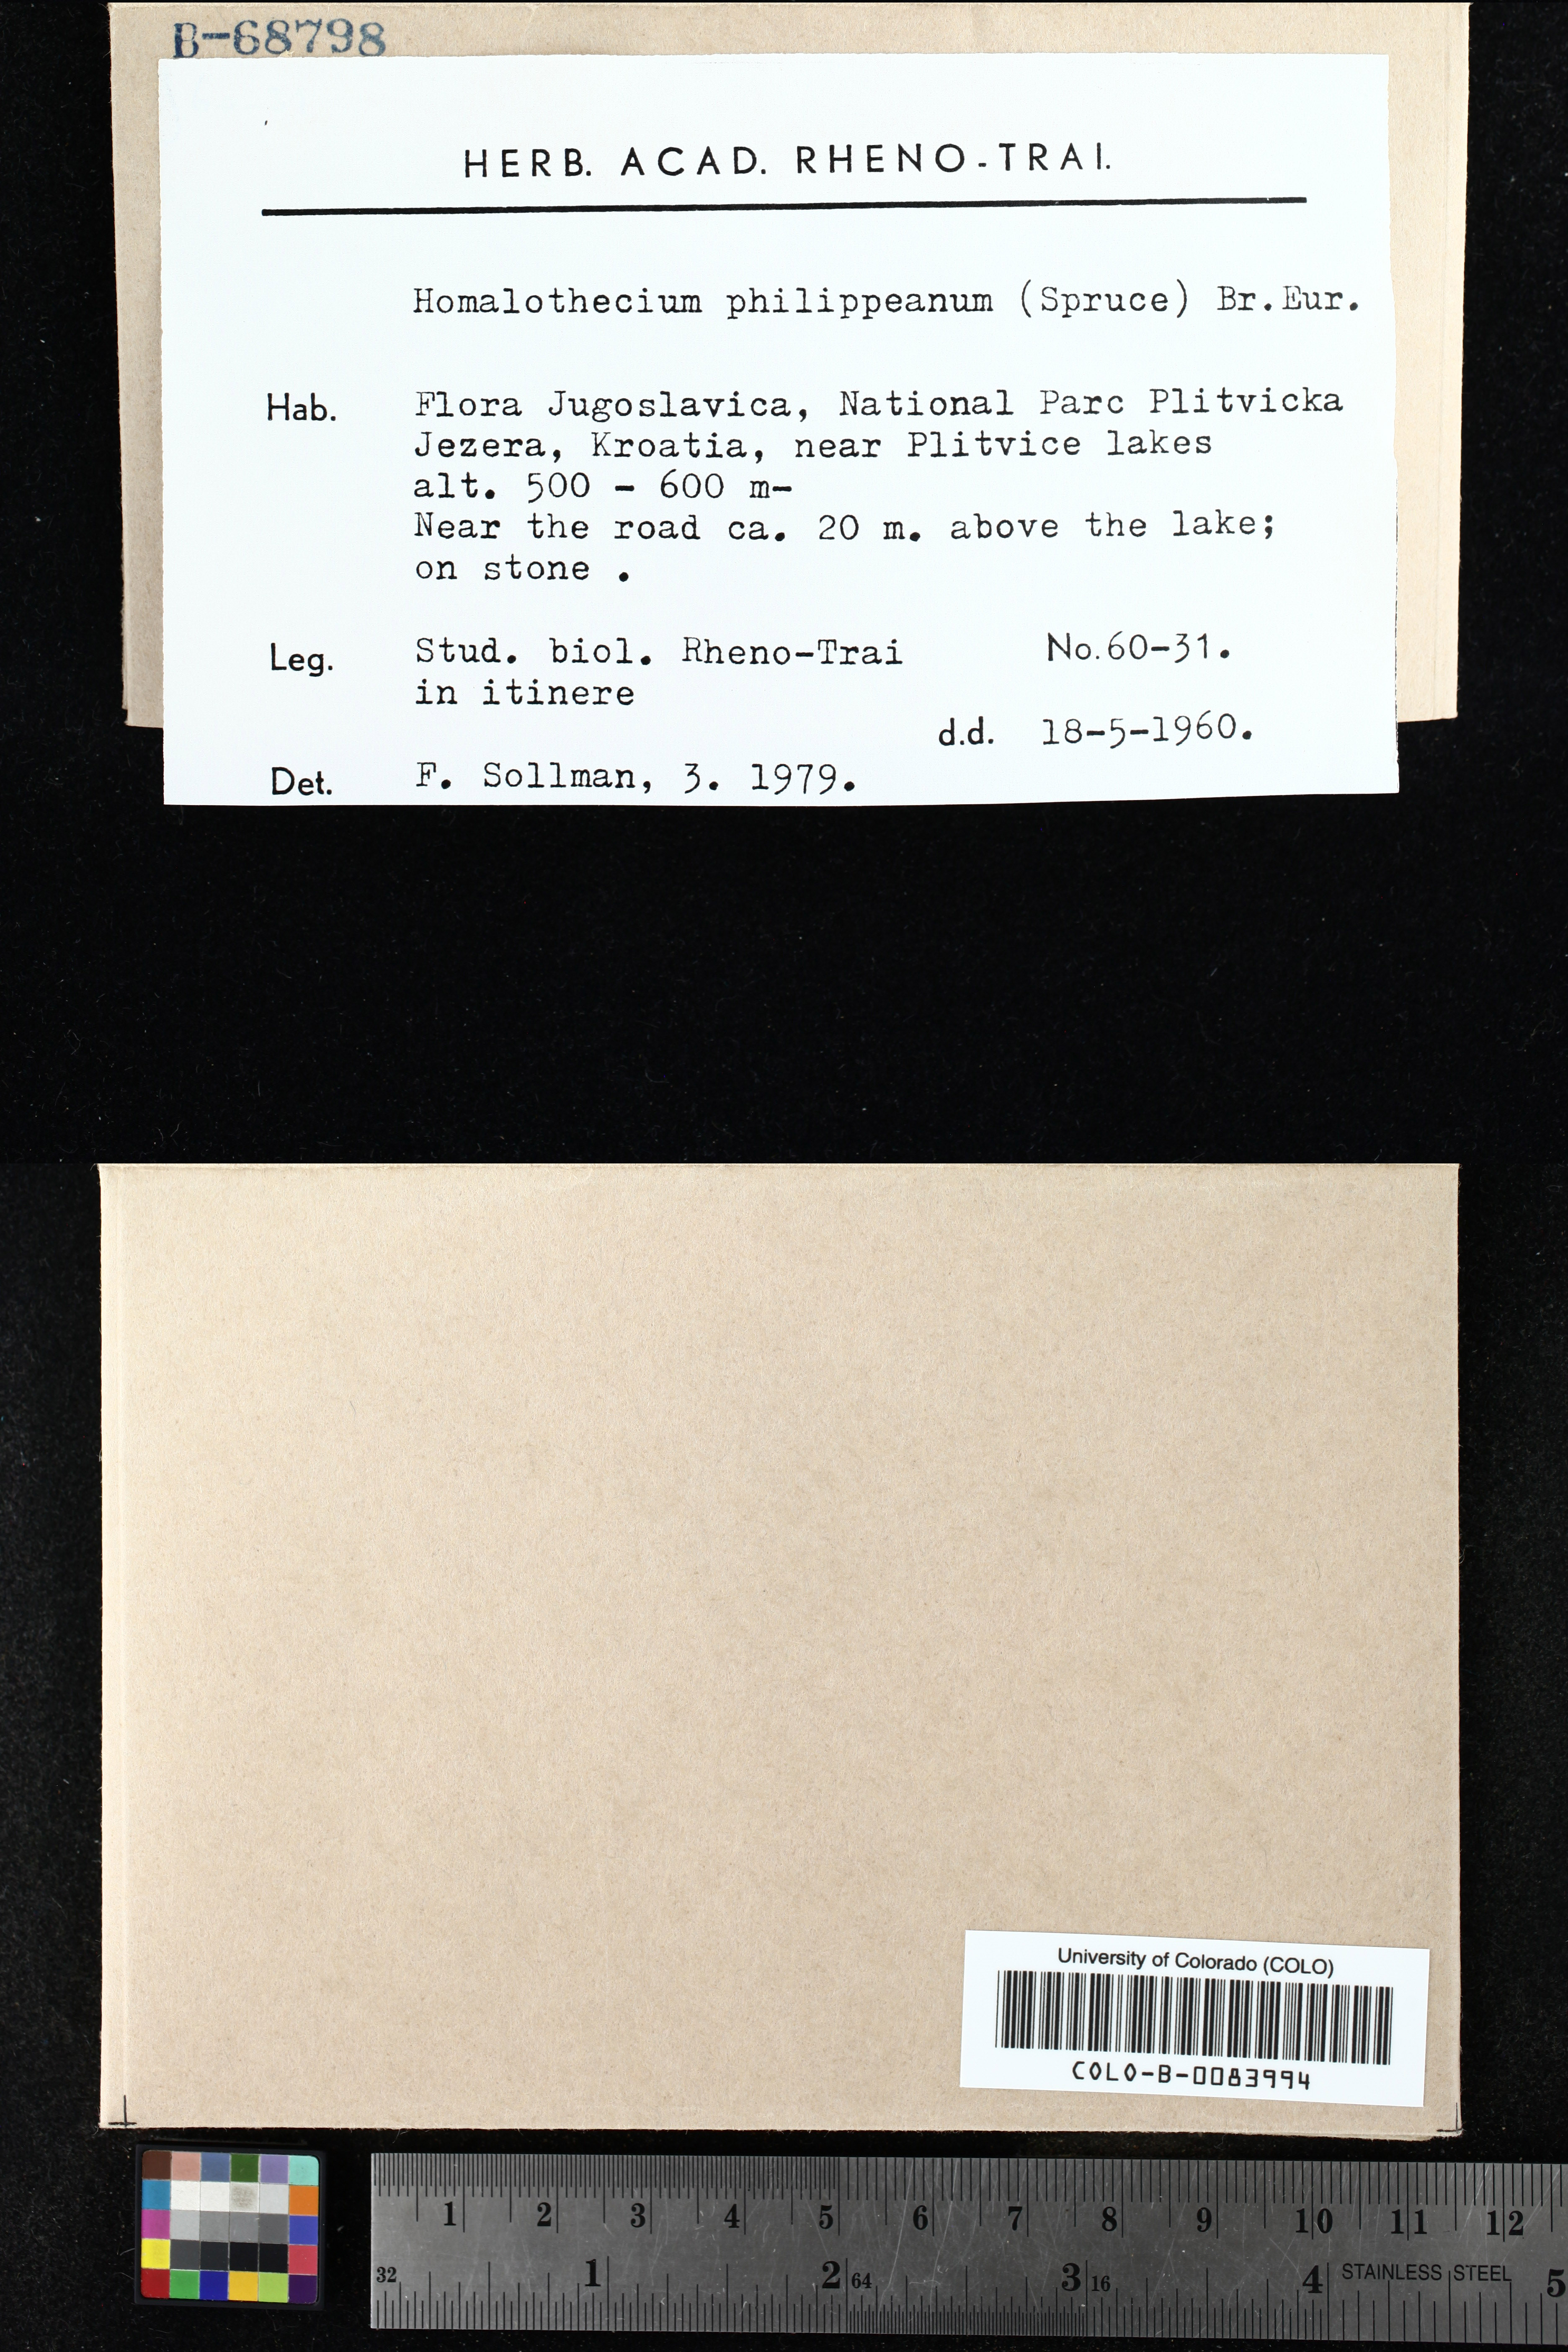 B-68798
HERB. ACAD. RHENO-TRAI.
Homalothecium philippeanum (Spruce) Br.Eur.
Hab. Flora Jugoslavica, National Parc Plitvicka
Jezera, Kroatia, near Plitvice lakes
alt. 500 - 600 m-
Near the road ca. 20 m. above the lake;
on stone .
Leg. Stud. biol. Rheno-Trai No. 60-31.
in itinere
d.d. 18-5-1960.
Det. F. Sollman, 3. 1979.
University of Colorado (COLO)
COLO-B-0083994
1 2 3 4 5 6 7 8 9 10 11 12
32 1 2 64 3 16 4 STAINLESS STEEL 5